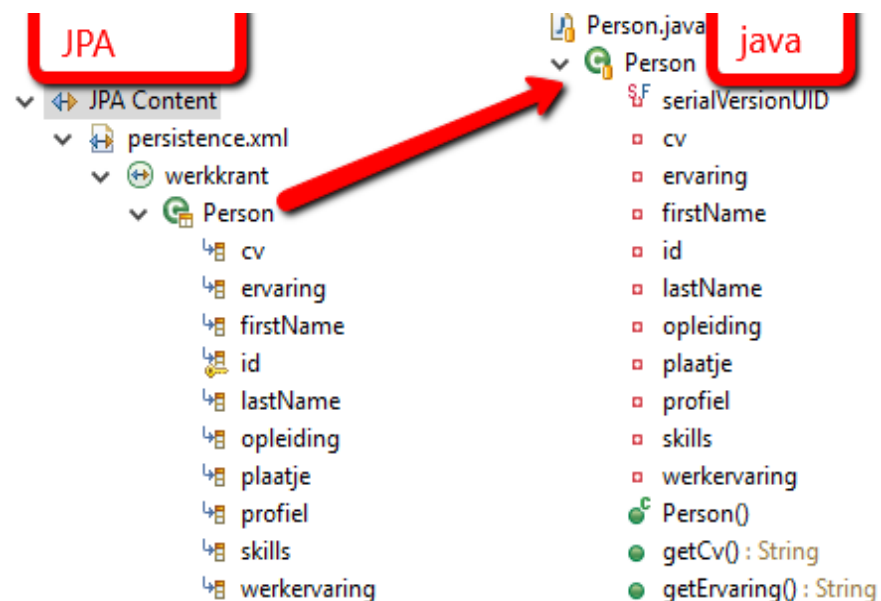 JPA
JPA Content
persistence.xml
werkkrant
Person
cv
ervaring
firstName
id
lastName
opleiding
plaatje
profiel
skills
werkervaring
java
Person.java
Person
serialVersionUID
cv
ervaring
firstName
id
lastName
opleiding
plaatje
profiel
skills
werkervaring
Person()
getCv() : String
getErvaring() : String